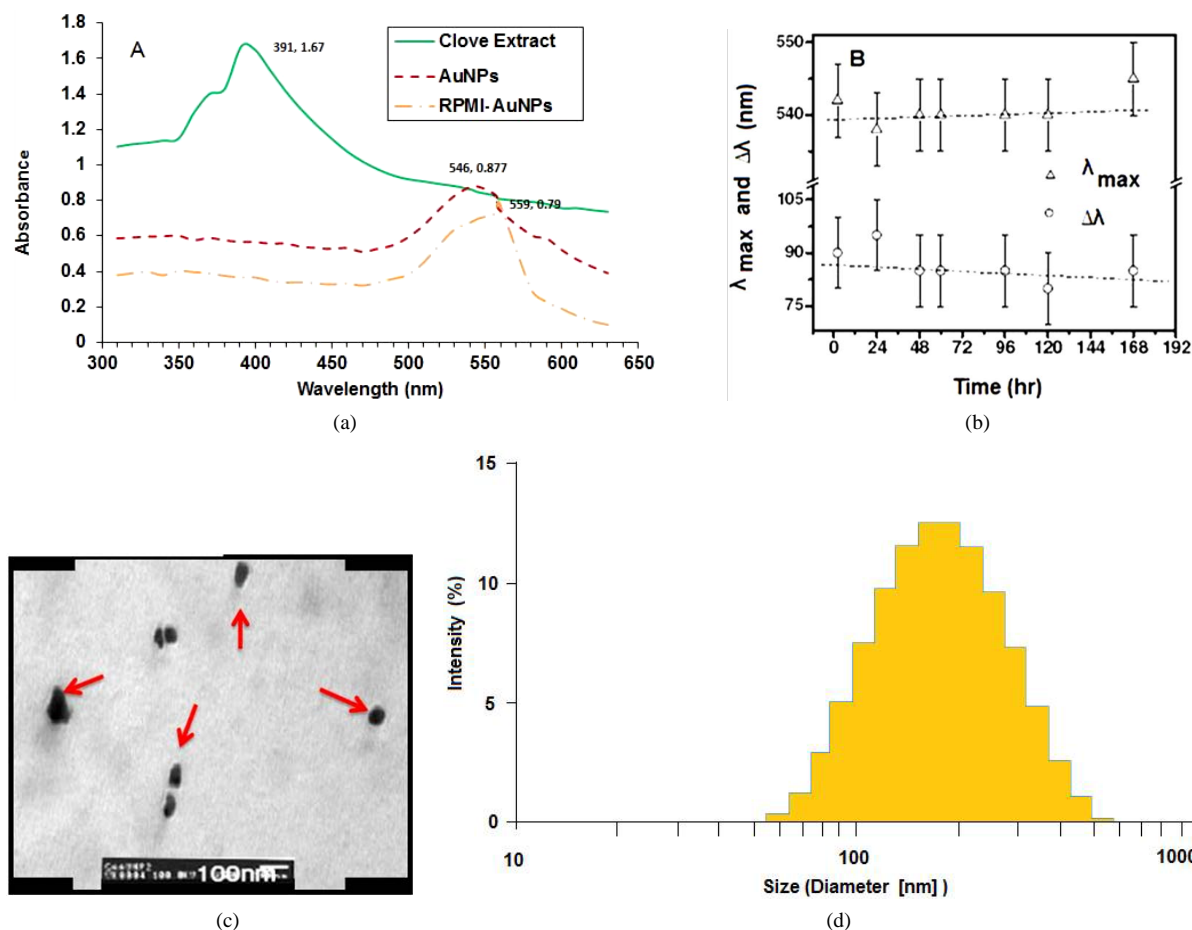 1.8
1.6
1.4
1.2
1
0.8
0.6
0.4
0.2
0
Absorbance
A
391, 1.67
Clove Extract
AuNPs
RPMI-AuNPs
546, 0.877
559, 0.79
300 350 400 450 500 550 600 650
Wavelength (nm)
(a)
550
540
105
90
75
λ max and Δλ (nm)
B
λ max
Δλ
0 24 48 72 96 120 144 168 192
Time (hr)
(b)
100nm
(c)
15
10
5
0
Intensity (%)
10 100 1000
Size (Diameter [nm] )
(d)